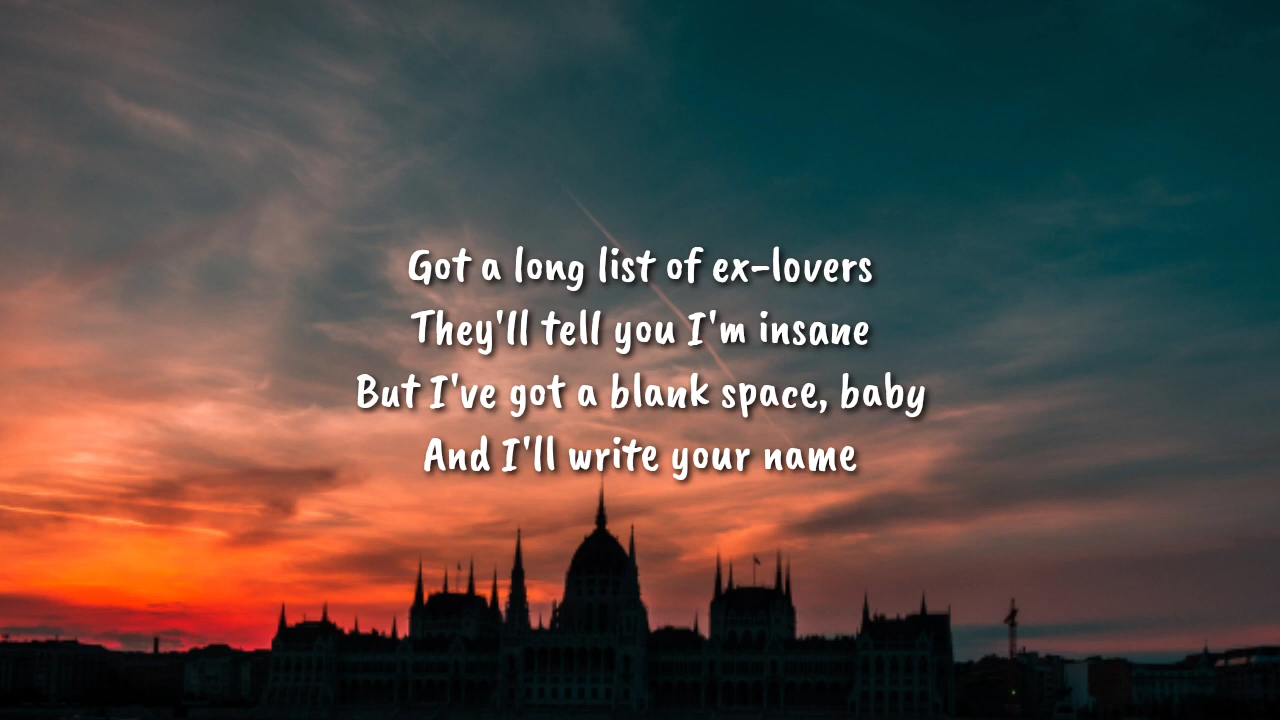 Got a long list of ex-lovers
They'll tell you I'm insane
But I've got a blank space, baby
And I'll write your name